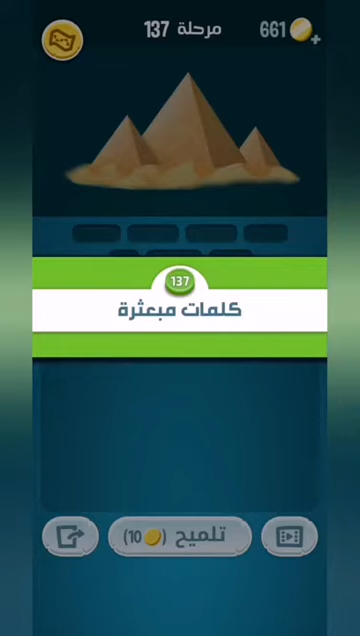 مرحلة 137
661
137
كلمات مبعثرة
تلميح (10)